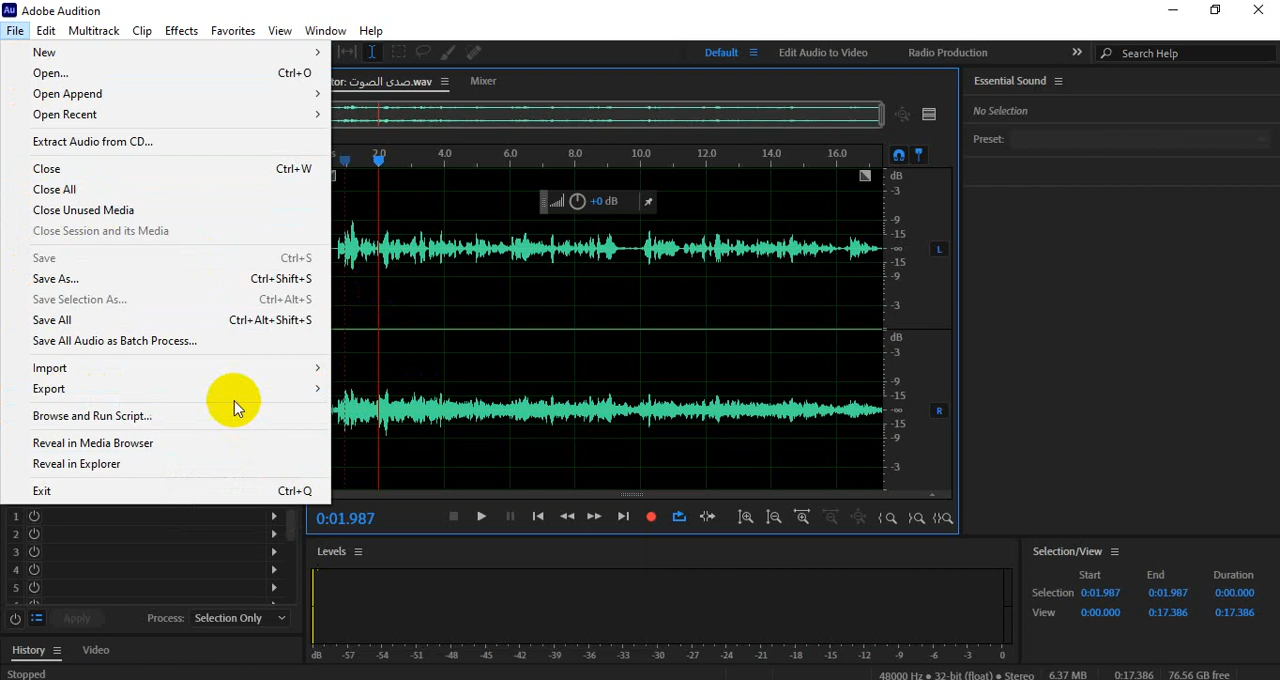 Au Adobe Audition
File Edit Multitrack Clip Effects Favorites View Window Help
New
Open... Ctrl+O
Open Append
Open Recent
Extract Audio from CD...
Close Ctrl+W
Close All
Close Unused Media
Close Session and its Media
Save Ctrl+S
Save As... Ctrl+Shift+S
Save Selection As... Ctrl+Alt+S
Save All Ctrl+Alt+Shift+S
Save All Audio as Batch Process...
Import
Export
Browse and Run Script...
Reveal in Media Browser
Reveal in Explorer
Exit Ctrl+Q
Default Edit Audio to Video Radio Production Search Help
tor: صدى الصوت.wav Mixer
s 2.0 4.0 6.0 8.0 10.0 12.0 14.0 16.0
+0 dB
dB
-3
-9
-15
-∞
-15
-9
-3
L
dB
-3
-9
-15
-∞
-15
-9
-3
R
0:01.987
Essential Sound
No Selection
Preset:
1
2
3
4
5
Apply Process: Selection Only
History Video
Stopped
Levels
dB -57 -54 -51 -48 -45 -42 -39 -36 -33 -30 -27 -24 -21 -18 -15 -12 -9 -6 -3 0
Selection/View
Start End Duration
Selection 0:01.987 0:01.987 0:00.000
View 0:00.000 0:17.386 0:17.386
48000 Hz ● 32-bit (float) ● Stereo 6.37 MB 0:17.386 76.56 GB free